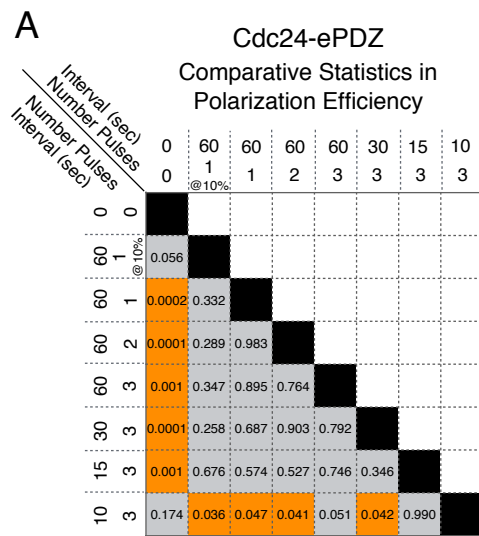 A
Cdc24-ePDZ
Comparative Statistics in
Polarization Efficiency
Interval (sec)
Number Pulses
Number Pulses
Interval (sec)
0 60 60 60 60 30 15 10
0 1 1 2 3 3 3 3
@10%
0 0
60 1 @10% 0.056
60 1 0.0002 0.332
60 2 0.0001 0.289 0.983
60 3 0.001 0.347 0.895 0.764
30 3 0.0001 0.258 0.687 0.903 0.792
15 3 0.001 0.676 0.574 0.527 0.746 0.346
10 3 0.174 0.036 0.047 0.041 0.051 0.042 0.990